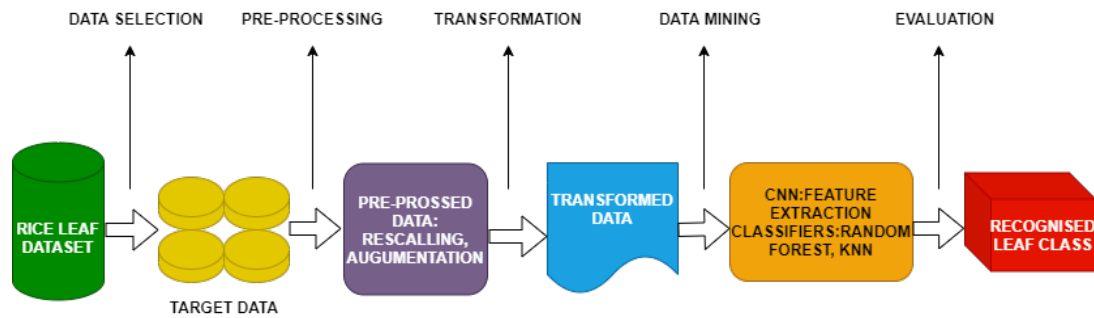 DATA SELECTION
PRE-PROCESSING
TRANSFORMATION
DATA MINING
EVALUATION
RICE LEAF
DATASET
TARGET DATA
PRE-PROSSED
DATA:
RESCALLING,
AUGUMENTATION
TRANSFORMED
DATA
CNN:FEATURE
EXTRACTION
CLASSIFIERS:RANDOM
FOREST, KNN
RECOGNISED
LEAF CLASS